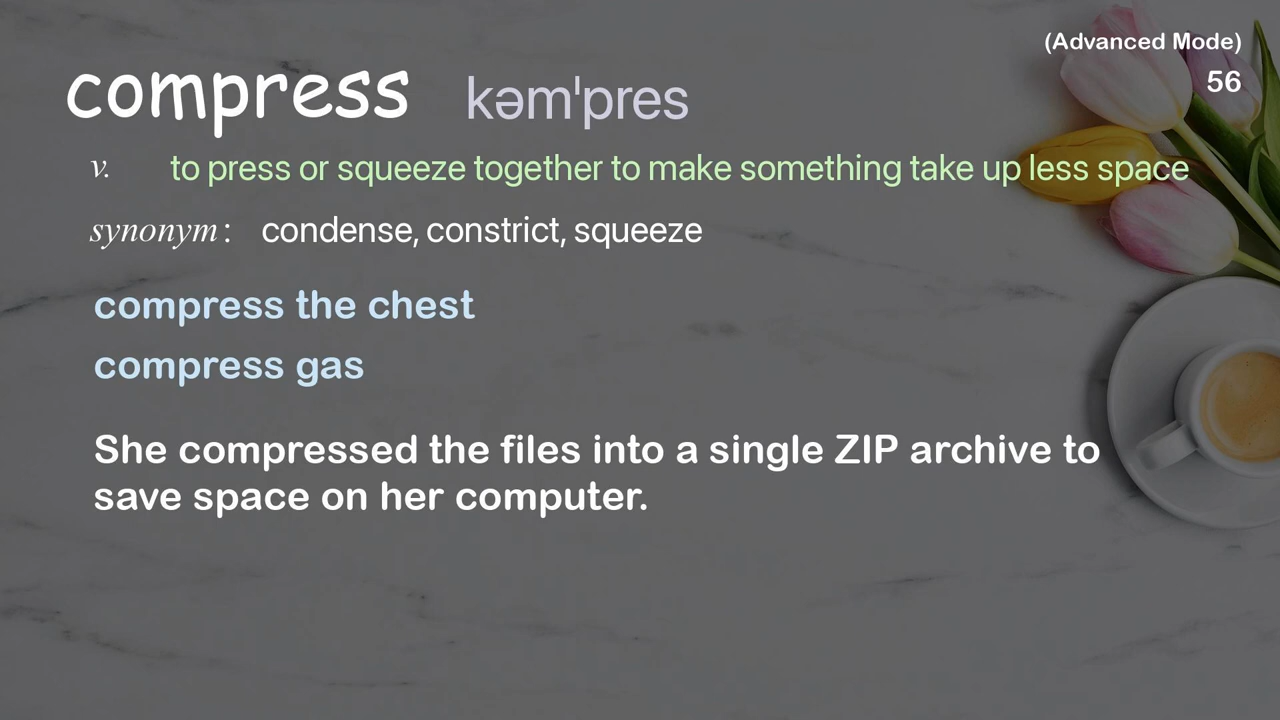 (Advanced Mode)
56
compress kəmˈpres
v. to press or squeeze together to make something take up less space
synonym : condense, constrict, squeeze
compress the chest
compress gas
She compressed the files into a single ZIP archive to
save space on her computer.